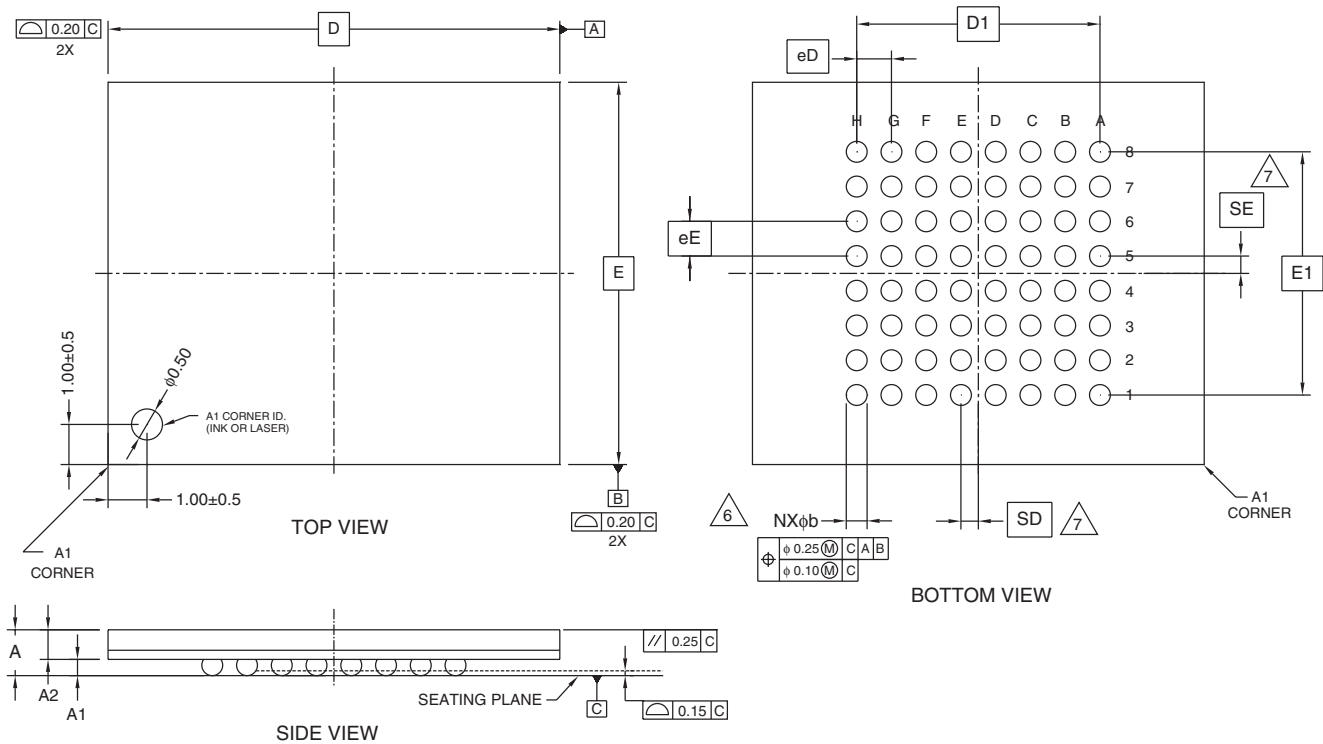 ⌓ 0.20 C
2X
D
A
E
1.00±0.5
ϕ0.50
A1 CORNER ID.
(INK OR LASER)
1.00±0.5
B
⌓ 0.20 C
2X
TOP VIEW
A1
CORNER
D1
eD
H G F E D C B A
8
7
6
5
4
3
2
1
7
SE
eE
E1
6
NXϕb
SD
7
⌖ ϕ 0.25 Ⓜ C A B
ϕ 0.10 Ⓜ C
A1
CORNER
BOTTOM VIEW
A
A2
A1
// 0.25 C
SEATING PLANE
C
⌓ 0.15 C
SIDE VIEW